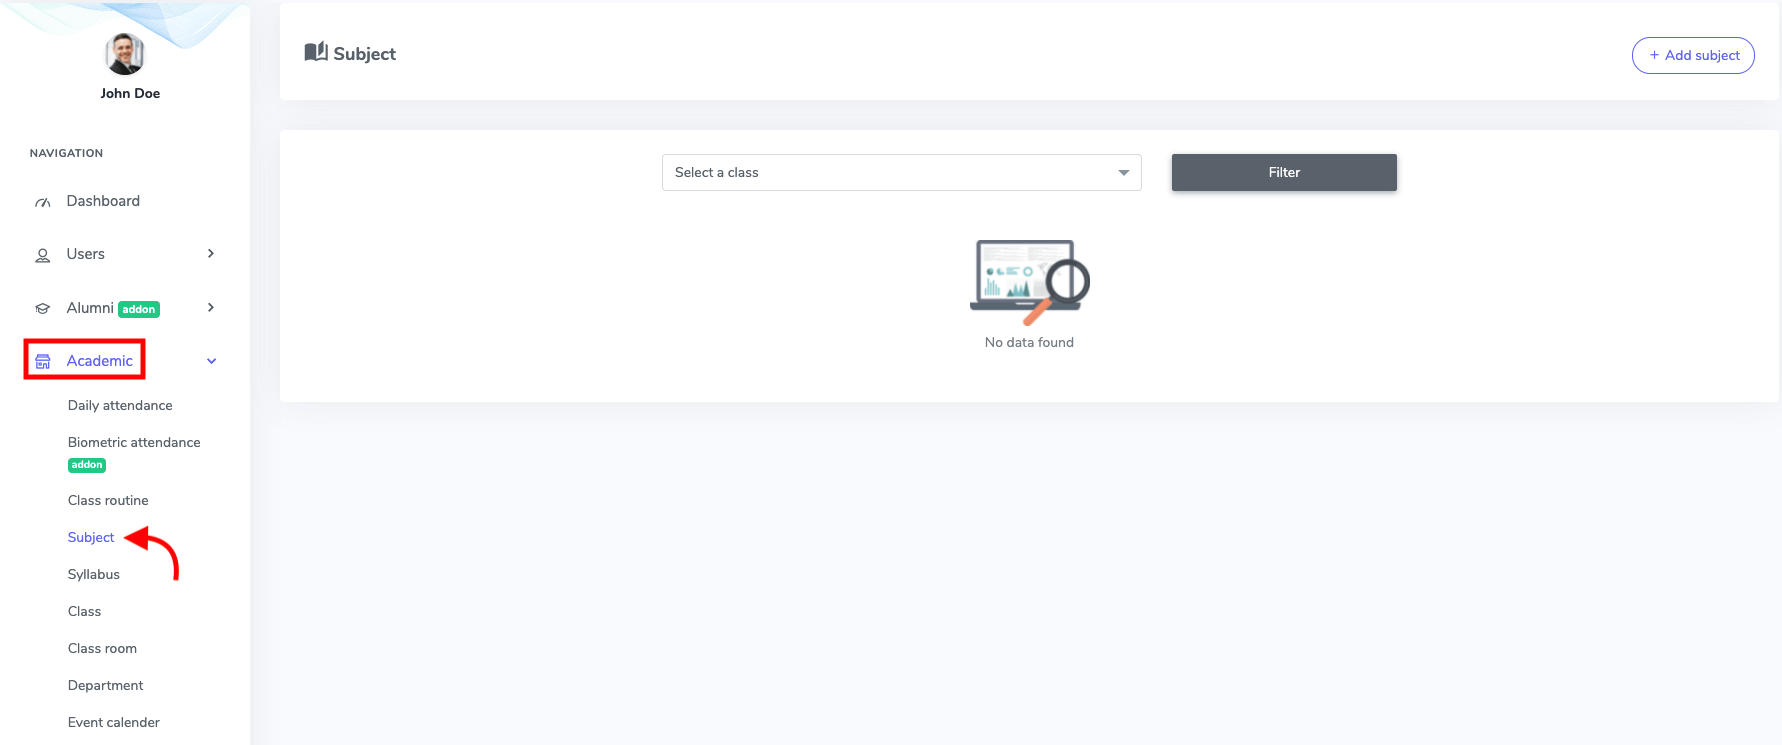 John Doe
NAVIGATION
Dashboard
Users
Alumni addon
Academic
Daily attendance
Biometric attendance
addon
Class routine
Subject
Syllabus
Class
Class room
Department
Event calender
Subject
+ Add subject
Select a class
Filter
No data found